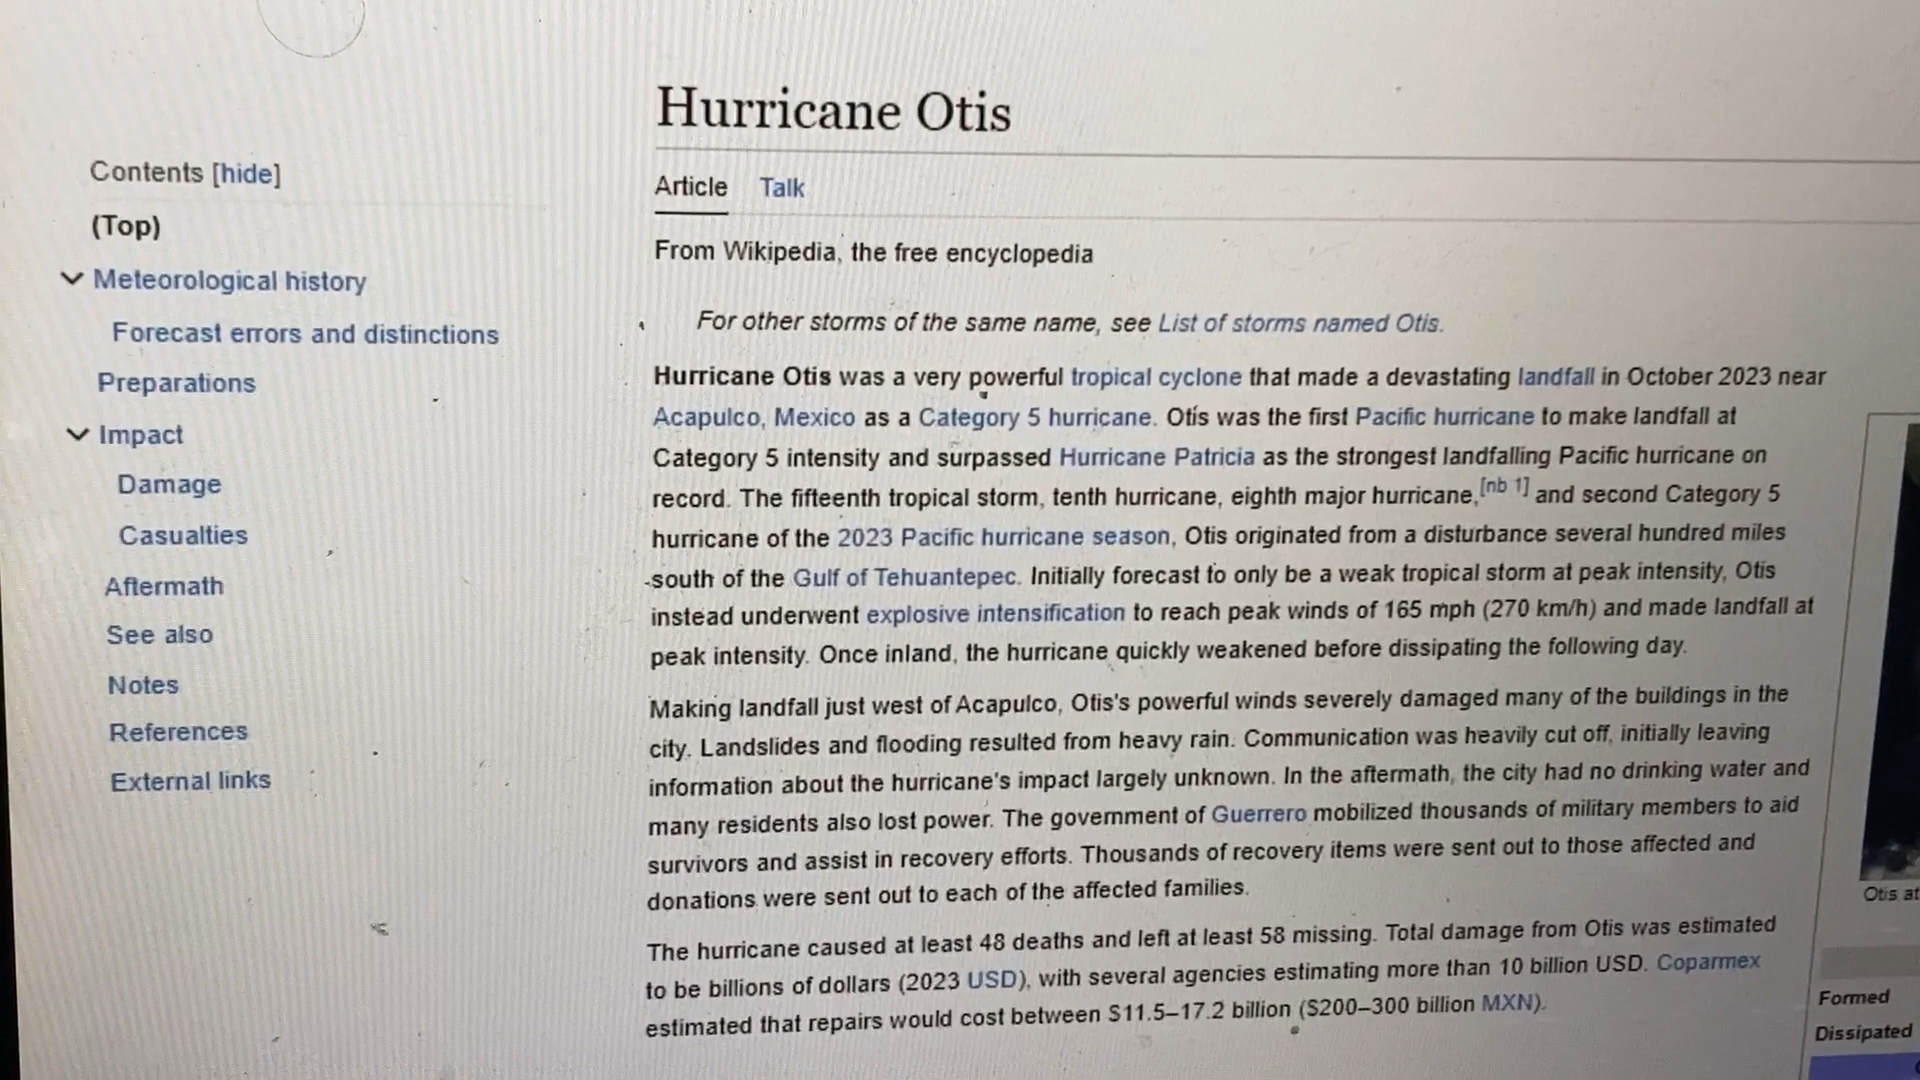 Hurricane Otis
Contents [hide]
(Top)
Meteorological history
Forecast errors and distinctions
Preparations
Impact
Damage
Casualties
Aftermath
See also
Notes
References
External links
Article Talk
From Wikipedia, the free encyclopedia
For other storms of the same name, see List of storms named Otis.
Hurricane Otis was a very powerful tropical cyclone that made a devastating landfall in October 2023 near
Acapulco, Mexico as a Category 5 hurricane. Otis was the first Pacific hurricane to make landfall at
Category 5 intensity and surpassed Hurricane Patricia as the strongest landfalling Pacific hurricane on
record. The fifteenth tropical storm, tenth hurricane, eighth major hurricane,[nb 1] and second Category 5
hurricane of the 2023 Pacific hurricane season, Otis originated from a disturbance several hundred miles
south of the Gulf of Tehuantepec. Initially forecast to only be a weak tropical storm at peak intensity, Otis
instead underwent explosive intensification to reach peak winds of 165 mph (270 km/h) and made landfall at
peak intensity. Once inland, the hurricane quickly weakened before dissipating the following day.
Making landfall just west of Acapulco, Otis's powerful winds severely damaged many of the buildings in the
city. Landslides and flooding resulted from heavy rain. Communication was heavily cut off, initially leaving
information about the hurricane's impact largely unknown. In the aftermath, the city had no drinking water and
many residents also lost power. The government of Guerrero mobilized thousands of military members to aid
survivors and assist in recovery efforts. Thousands of recovery items were sent out to those affected and
donations were sent out to each of the affected families.
The hurricane caused at least 48 deaths and left at least 58 missing. Total damage from Otis was estimated
to be billions of dollars (2023 USD), with several agencies estimating more than 10 billion USD. Coparmex
estimated that repairs would cost between $11.5–17.2 billion ($200–300 billion MXN).
Otis at
Formed
Dissipated